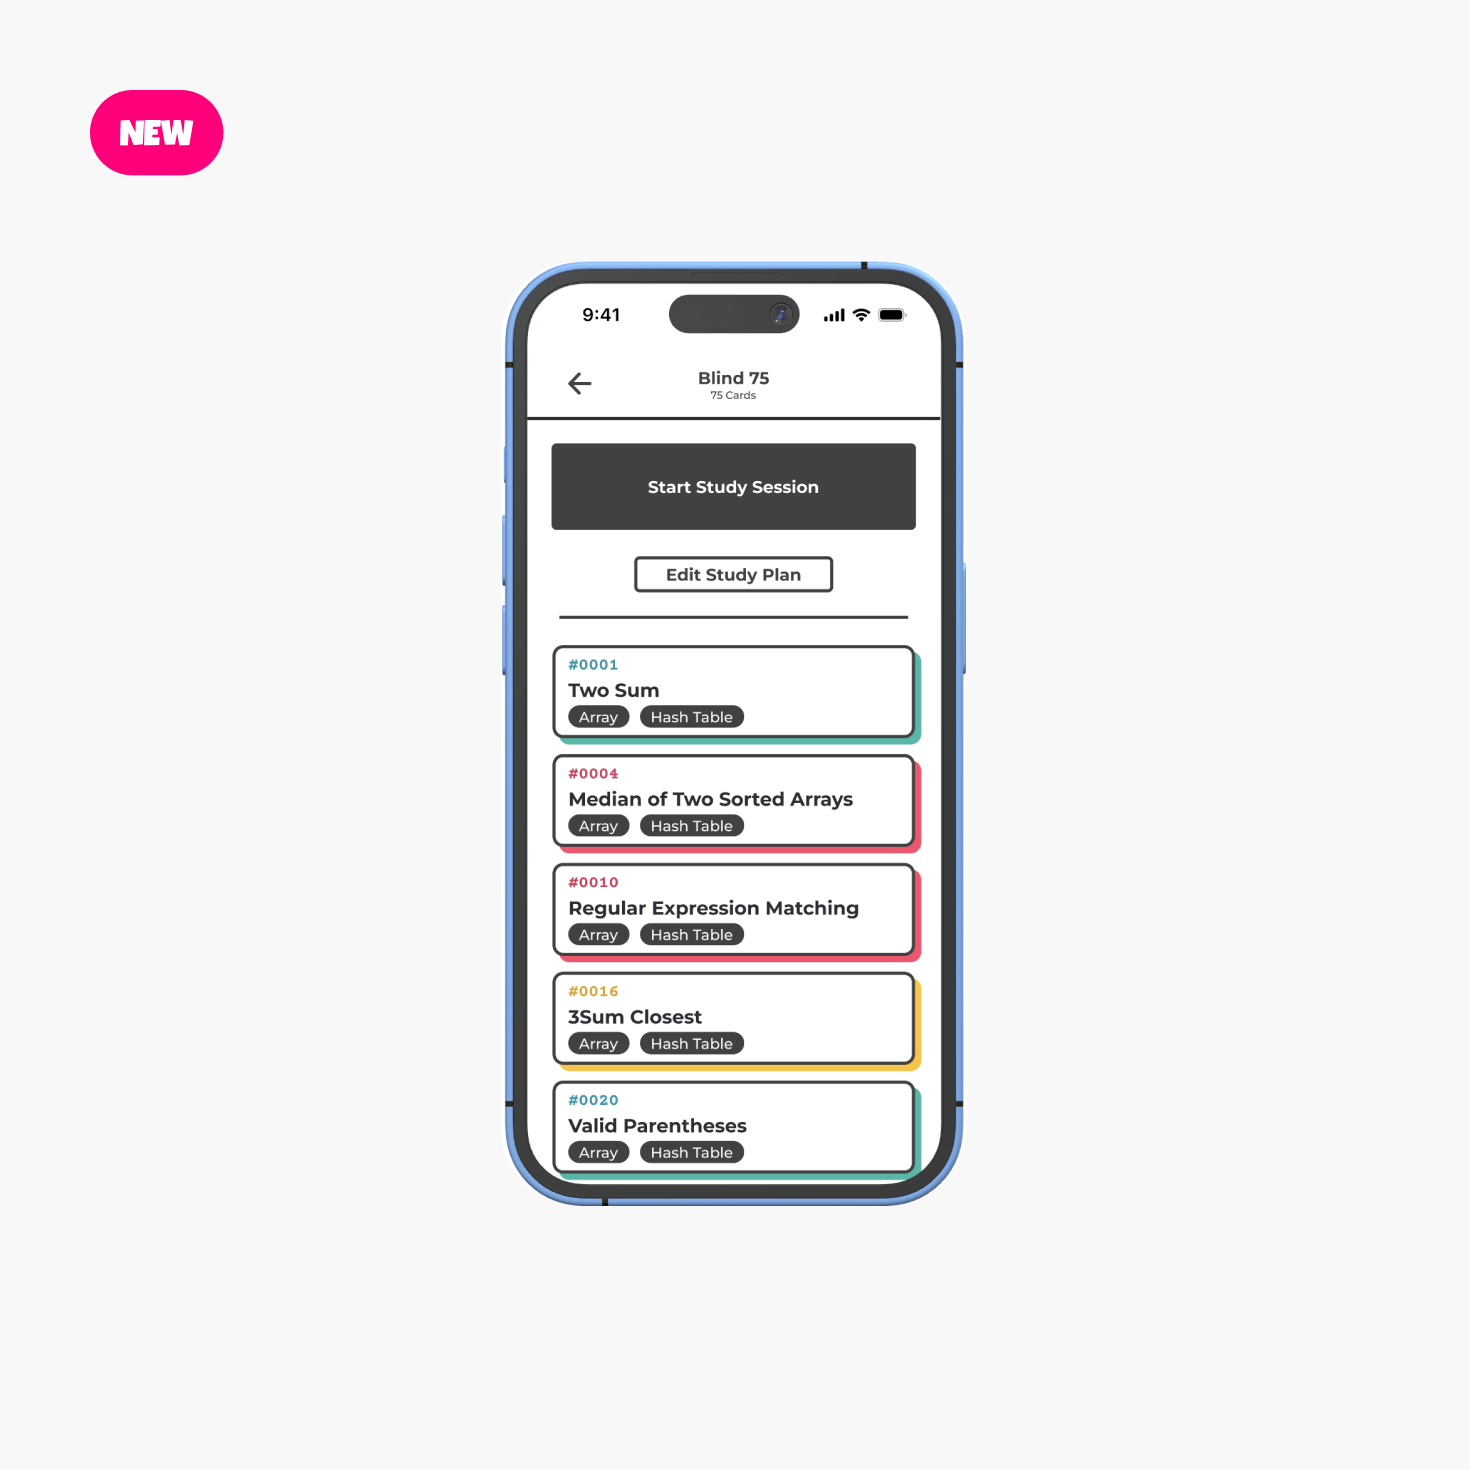 NEW
9:41
Blind 75
75 Cards
Start Study Session
Edit Study Plan
#0001
Two Sum
Array Hash Table
#0004
Median of Two Sorted Arrays
Array Hash Table
#0010
Regular Expression Matching
Array Hash Table
#0016
3Sum Closest
Array Hash Table
#0020
Valid Parentheses
Array Hash Table